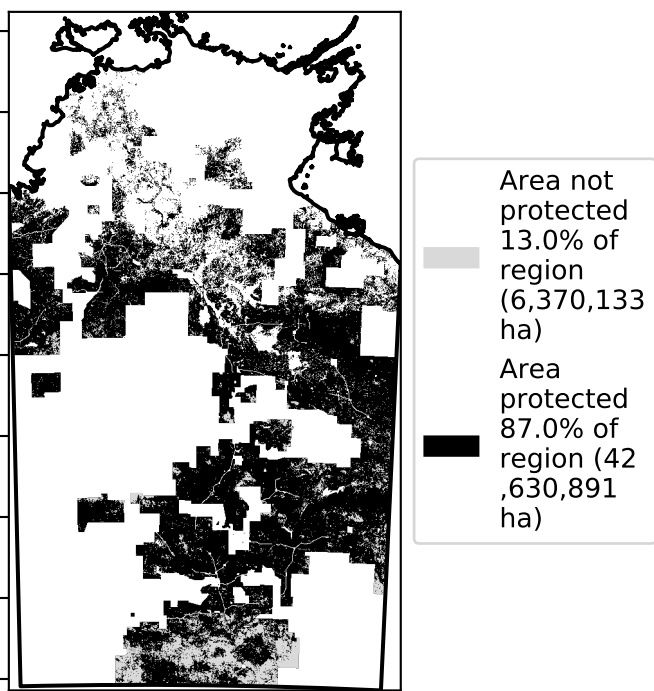 Area not
protected
13.0% of
region
(6,370,133
ha)
Area
protected
87.0% of
region (42
,630,891
ha)